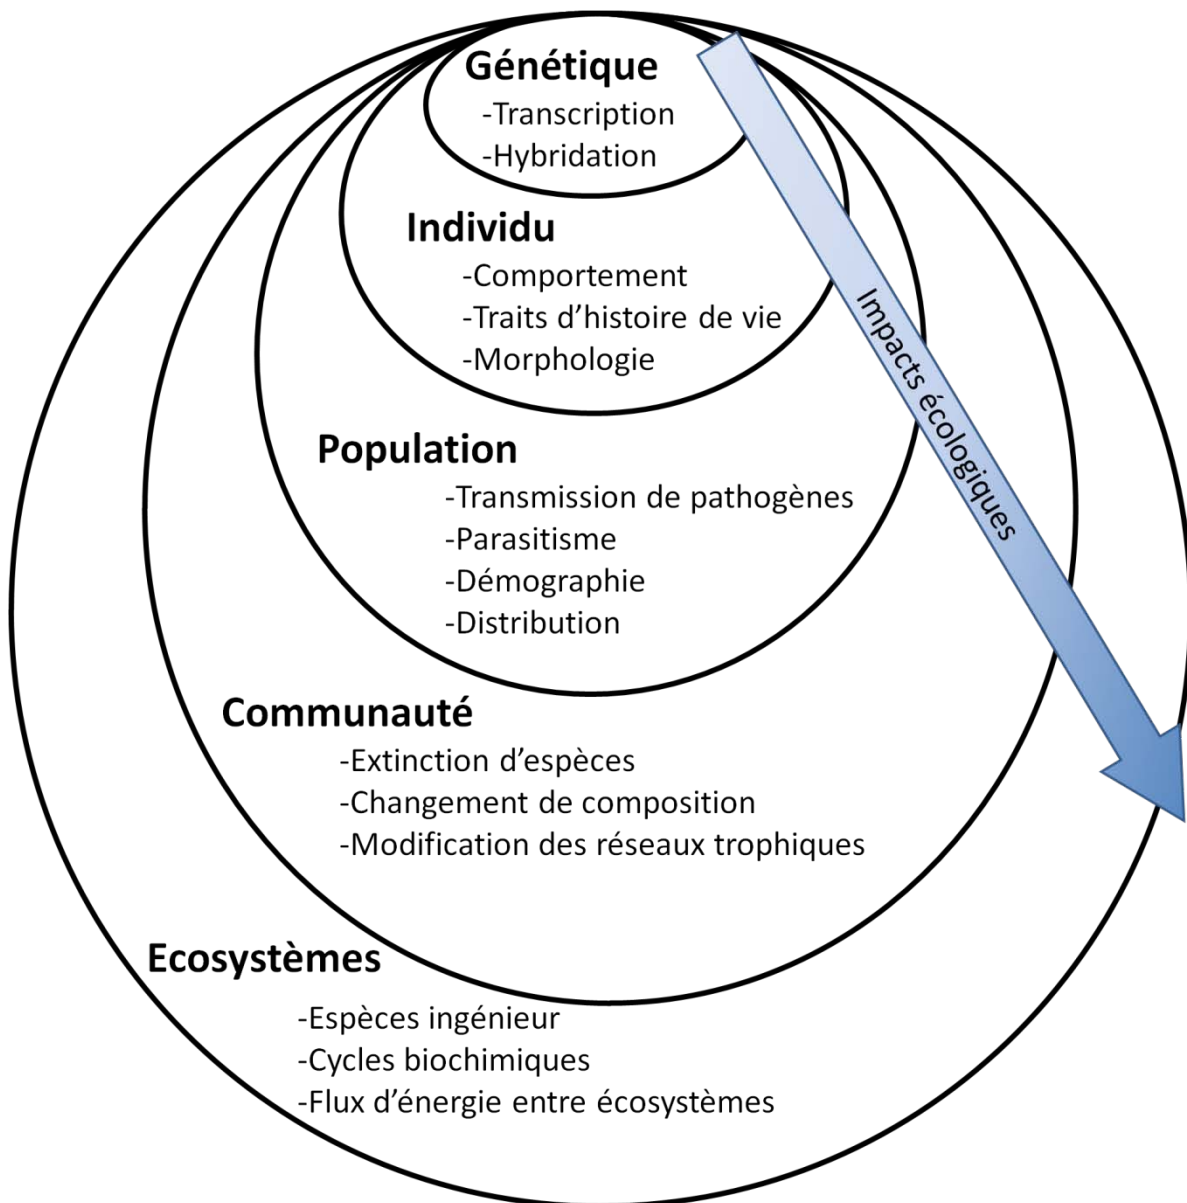 Génétique
-Transcription
-Hybridation
Individu
-Comportement
-Traits d’histoire de vie
-Morphologie
Impacts écologiques
Population
-Transmission de pathogènes
-Parasitisme
-Démographie
-Distribution
Communauté
-Extinction d’espèces
-Changement de composition
-Modification des réseaux trophiques
Ecosystèmes
-Espèces ingénieur
-Cycles biochimiques
-Flux d’énergie entre écosystèmes